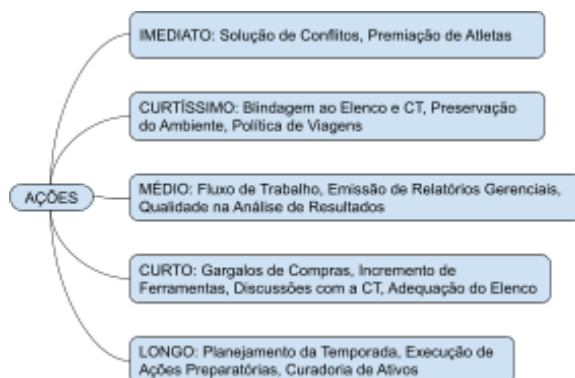 IMEDIATO: Solução de Conflitos, Premiação de Atletas
CURTÍSSIMO: Blindagem ao Elenco e CT, Preservação
do Ambiente, Política de Viagens
AÇÕES
MÉDIO: Fluxo de Trabalho, Emissão de Relatórios Gerenciais,
Qualidade na Análise de Resultados
CURTO: Gargalos de Compras, Incremento de
Ferramentas, Discussões com a CT, Adequação do Elenco
LONGO: Planejamento da Temporada, Execução de
Ações Preparatórias, Curadoria de Ativos